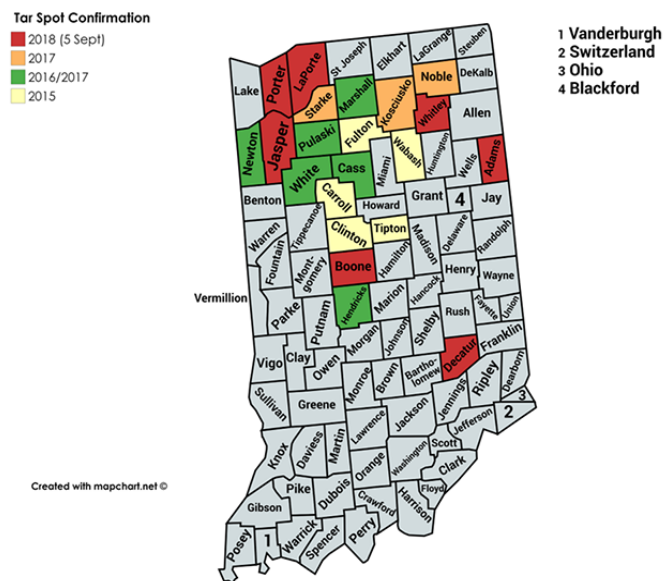 Tar Spot Confirmation
2018 (5 Sept)
2017
2016/2017
2015
1 Vanderburgh
2 Switzerland
3 Ohio
4 Blackford
Lake
Porter
LaPorte
St Joseph
Elkhart
LaGrange
Steuben
Starke
Marshall
Kosciusko
Noble
DeKalb
Newton
Jasper
Pulaski
Fulton
Whitley
Allen
White
Cass
Miami
Wabash
Huntington
Wells
Adams
Benton
Carroll
Howard
Grant
4
Jay
Warren
Tippecanoe
Clinton
Tipton
Madison
Delaware
Randolph
Fountain
Mont-
gomery
Boone
Hamilton
Henry
Wayne
Vermillion
Parke
Putnam
Hendricks
Marion
Hancock
Rush
Fayette
Union
Vigo
Clay
Owen
Morgan
Johnson
Shelby
Decatur
Franklin
Sullivan
Greene
Monroe
Brown
Bartho-
lomew
Jennings
Ripley
Dearborn
3
2
Knox
Daviess
Martin
Lawrence
Jackson
Jefferson
Scott
Washington
Orange
Clark
Floyd
Created with mapchart.net ©
Gibson
Pike
Dubois
Crawford
Harrison
Posey
1
Warrick
Spencer
Perry